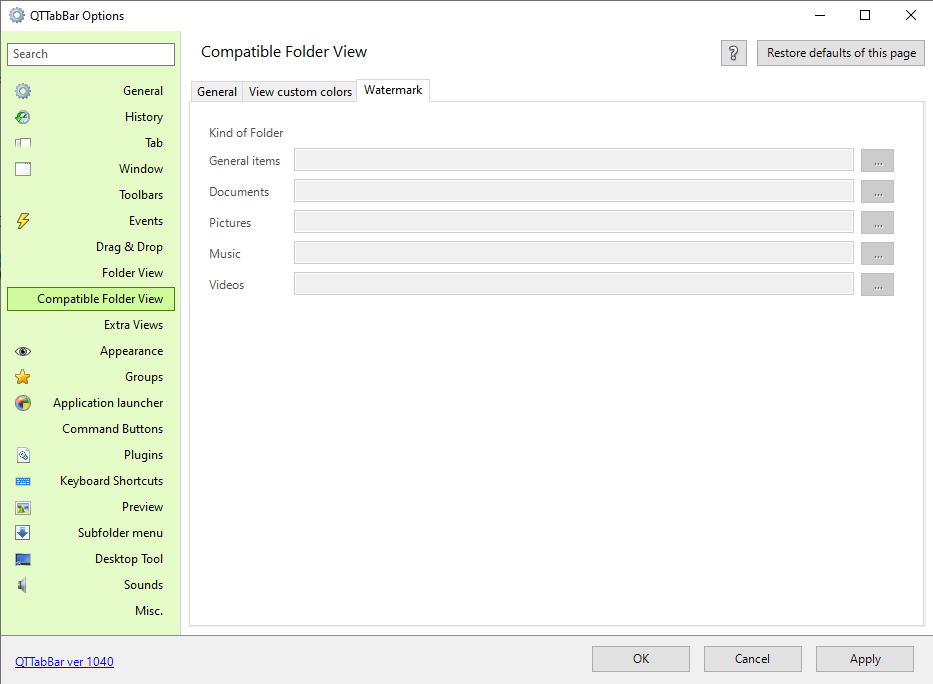 QTTabBar Options
Search
General
History
Tab
Window
Toolbars
Events
Drag & Drop
Folder View
Compatible Folder View
Extra Views
Appearance
Groups
Application launcher
Command Buttons
Plugins
Keyboard Shortcuts
Preview
Subfolder menu
Desktop Tool
Sounds
Misc.
Compatible Folder View
? Restore defaults of this page
General View custom colors Watermark
Kind of Folder
General items ...
Documents ...
Pictures ...
Music ...
Videos ...
QTTabBar ver 1040
OK Cancel Apply